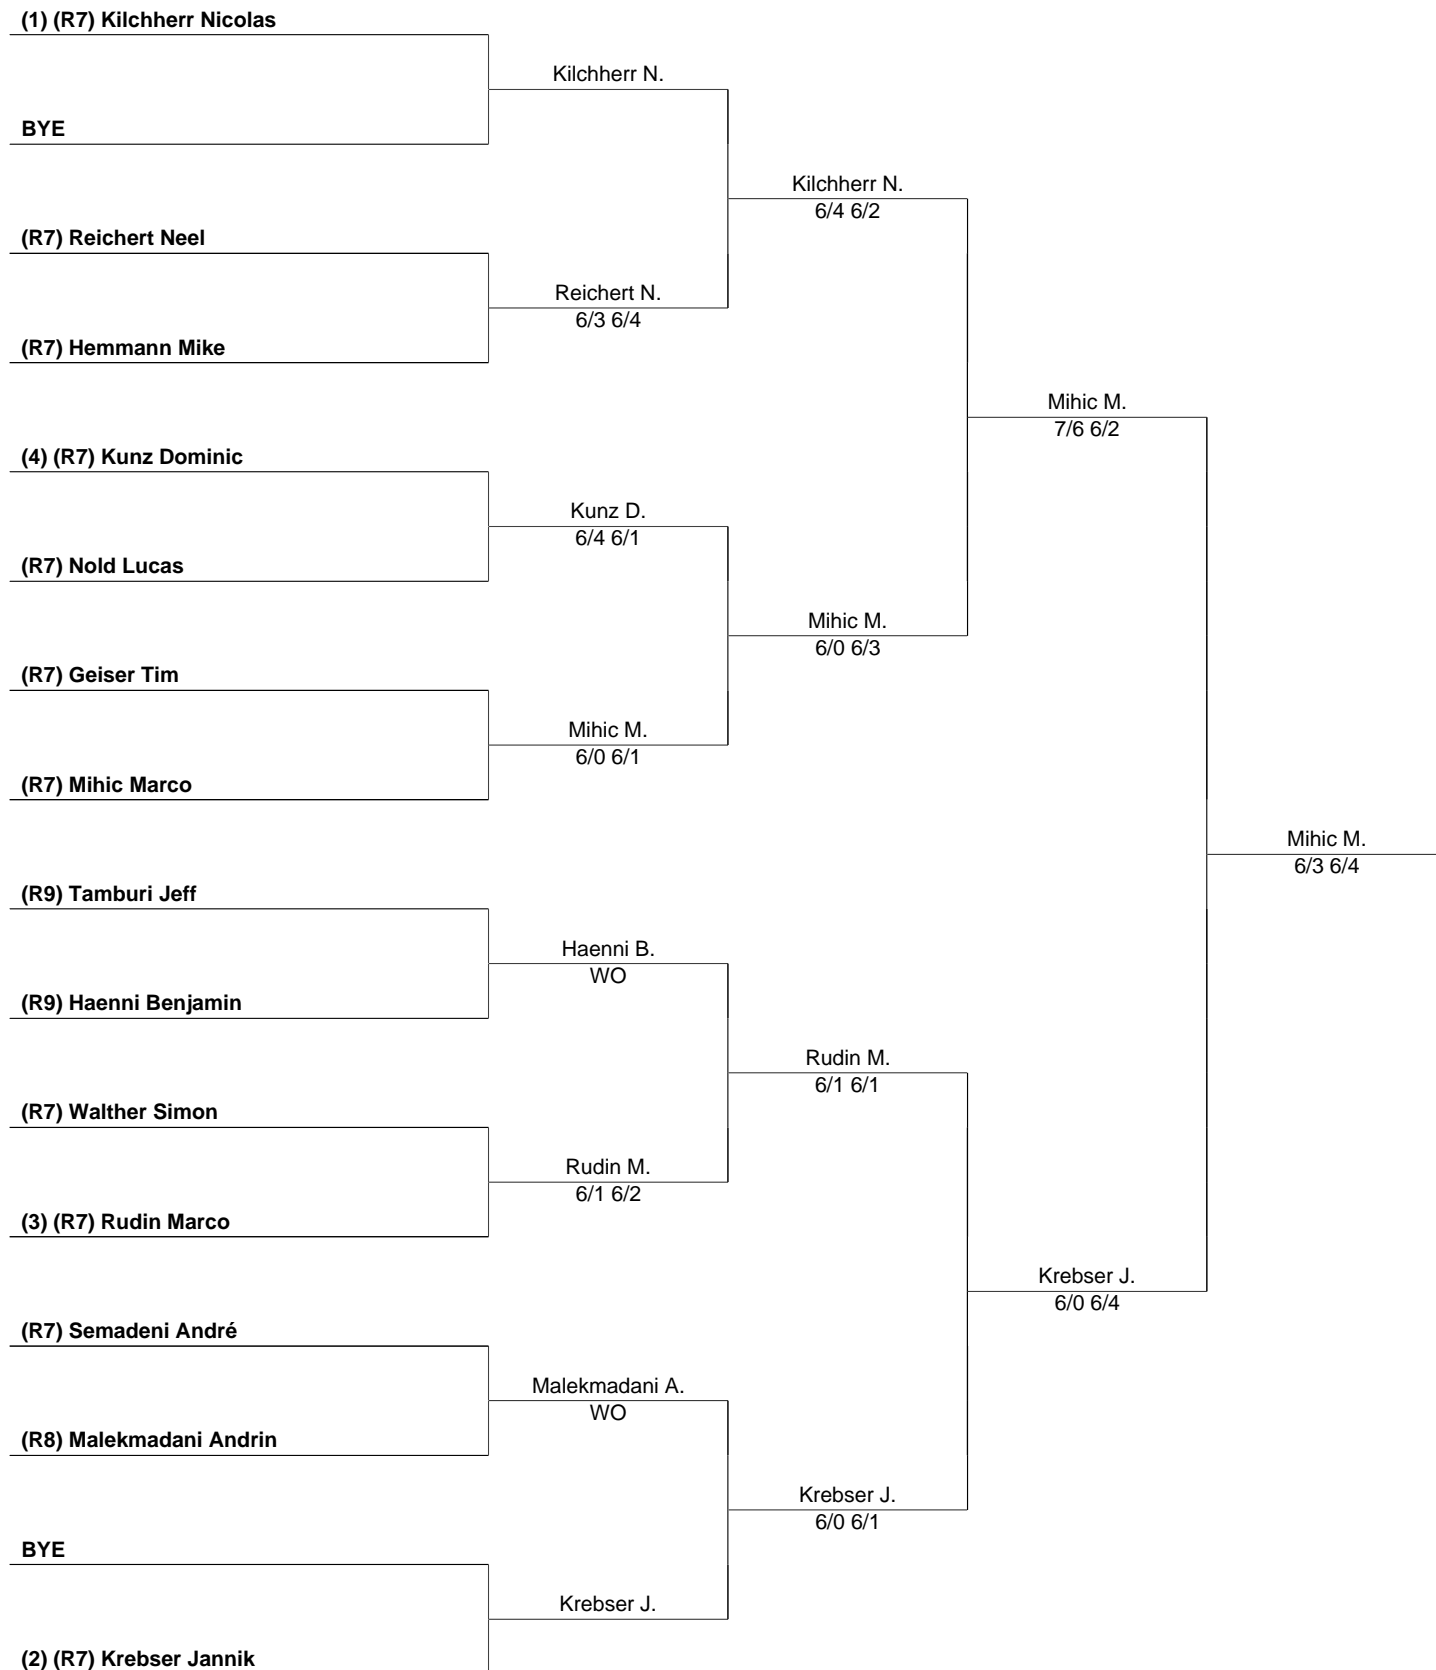 (1) (R7) Kilchherr Nicolas
Kilchherr N.
BYE
Kilchherr N.
6/4 6/2
(R7) Reichert Neel
Reichert N.
6/3 6/4
(R7) Hemmann Mike
Mihic M.
7/6 6/2
(4) (R7) Kunz Dominic
Kunz D.
6/4 6/1
(R7) Nold Lucas
Mihic M.
6/0 6/3
(R7) Geiser Tim
Mihic M.
6/0 6/1
(R7) Mihic Marco
Mihic M.
6/3 6/4
(R9) Tamburi Jeff
Haenni B.
WO
(R9) Haenni Benjamin
Rudin M.
6/1 6/1
(R7) Walther Simon
Rudin M.
6/1 6/2
(3) (R7) Rudin Marco
Krebser J.
6/0 6/4
(R7) Semadeni André
Malekmadani A.
WO
(R8) Malekmadani Andrin
Krebser J.
6/0 6/1
BYE
Krebser J.
(2) (R7) Krebser Jannik